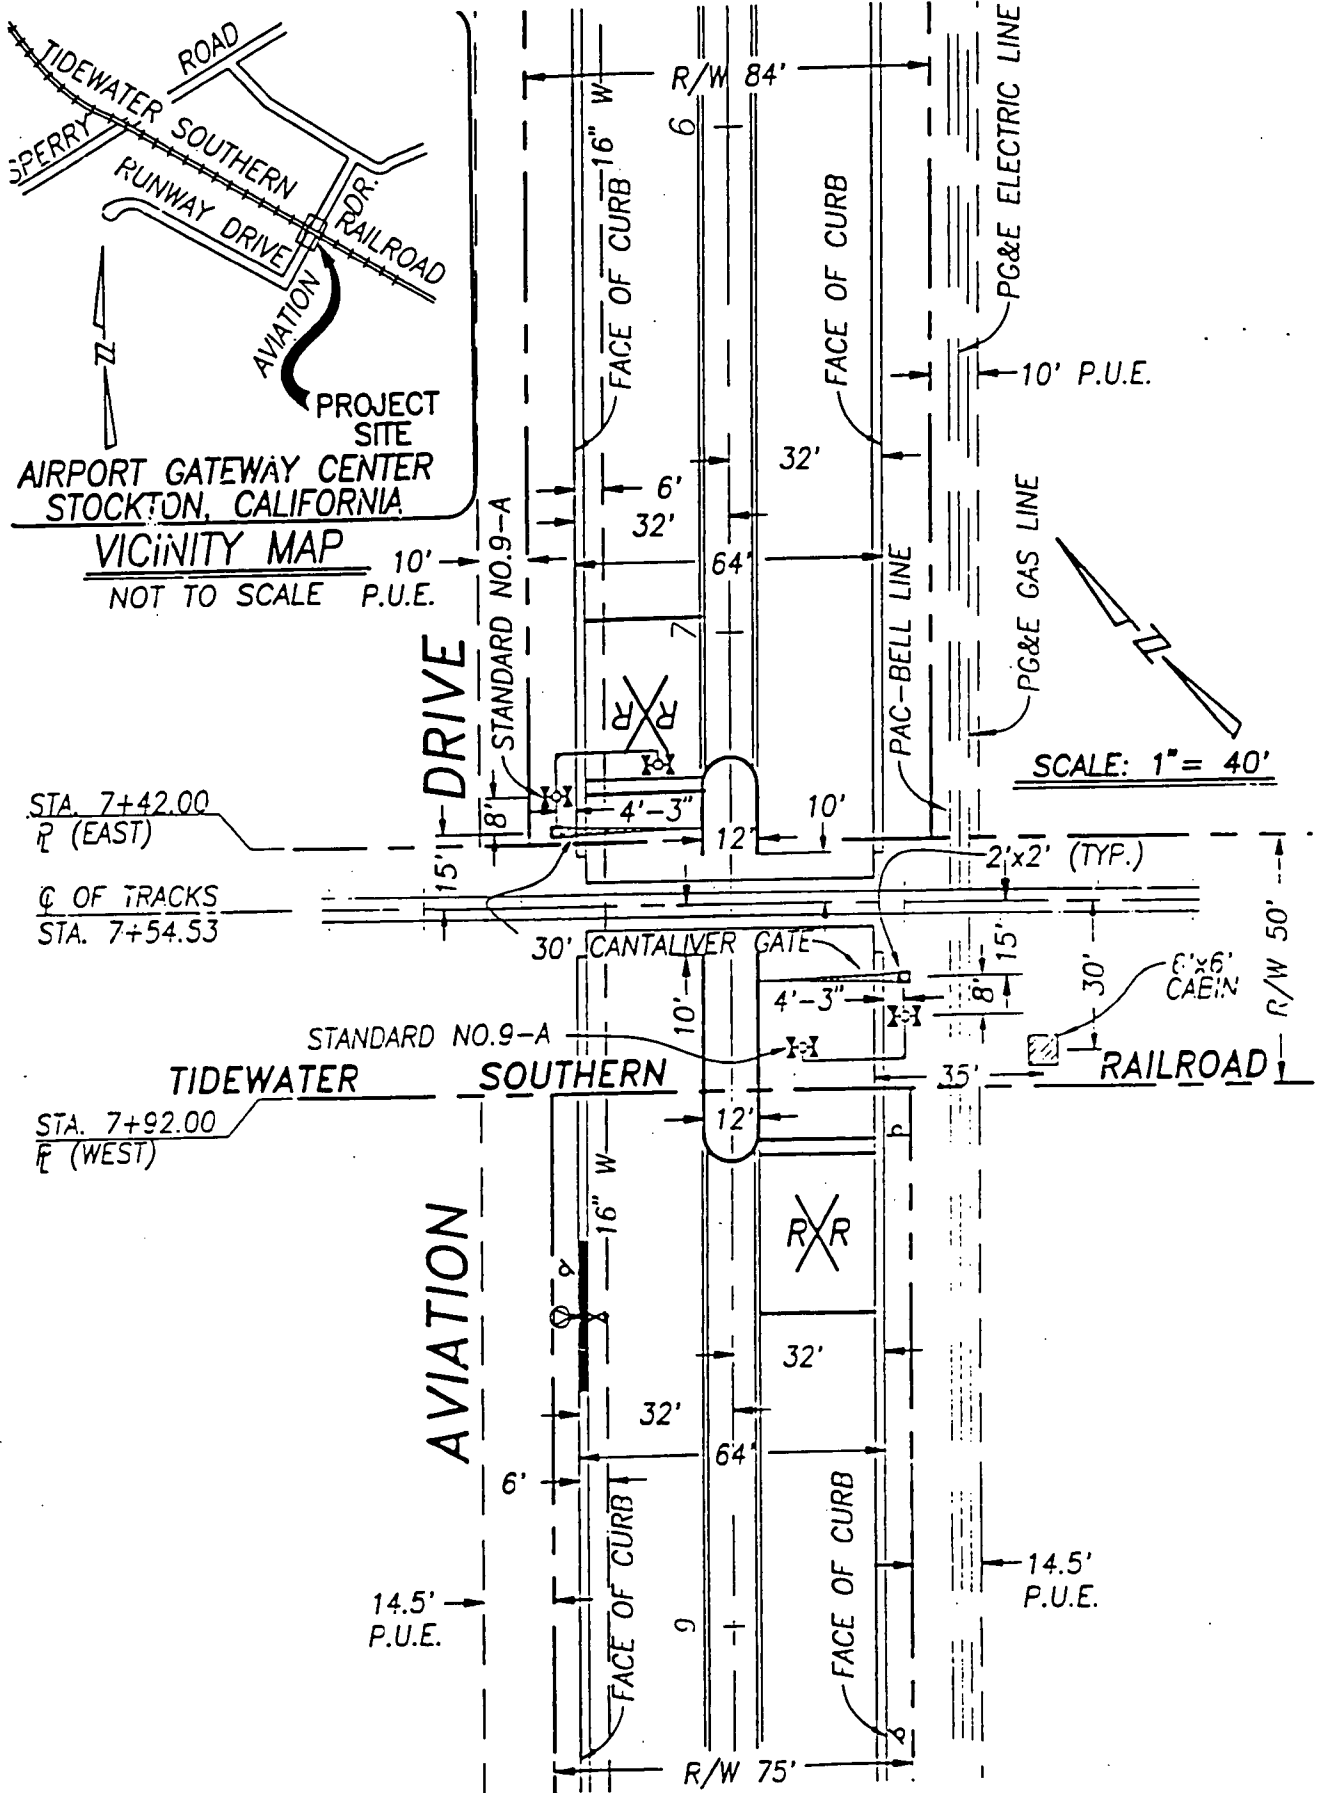 TIDEWATER SOUTHERN RAILROAD
SPERRY ROAD
RUNWAY DRIVE
AVIATION DR.
N
PROJECT
SITE
AIRPORT GATEWAY CENTER
STOCKTON, CALIFORNIA
VICINITY MAP
NOT TO SCALE
R/W 84'
6
16" W
FACE OF CURB
FACE OF CURB
PG&E ELECTRIC LINE
10' P.U.E.
32'
6'
32'
64'
10'
P.U.E.
STANDARD NO.9-A
PAC-BELL LINE
PG&E GAS LINE
N
SCALE: 1" = 40'
7
DRIVE
R R
STA. 7+42.00
PL (EAST)
8'
4'-3"
12'
10'
15'
2'x2' (TYP.)
CL OF TRACKS
STA. 7+54.53
30' CANTALIVER GATE
15'
30'
R/W 50'
10'
4'-3"
8'
6'x6'
CABIN
STANDARD NO.9-A
TIDEWATER SOUTHERN RAILROAD
35'
STA. 7+92.00
PL (WEST)
12'
16" W
AVIATION
R R
32'
32'
64'
6'
FACE OF CURB
FACE OF CURB
14.5'
P.U.E.
14.5'
P.U.E.
9
R/W 75'